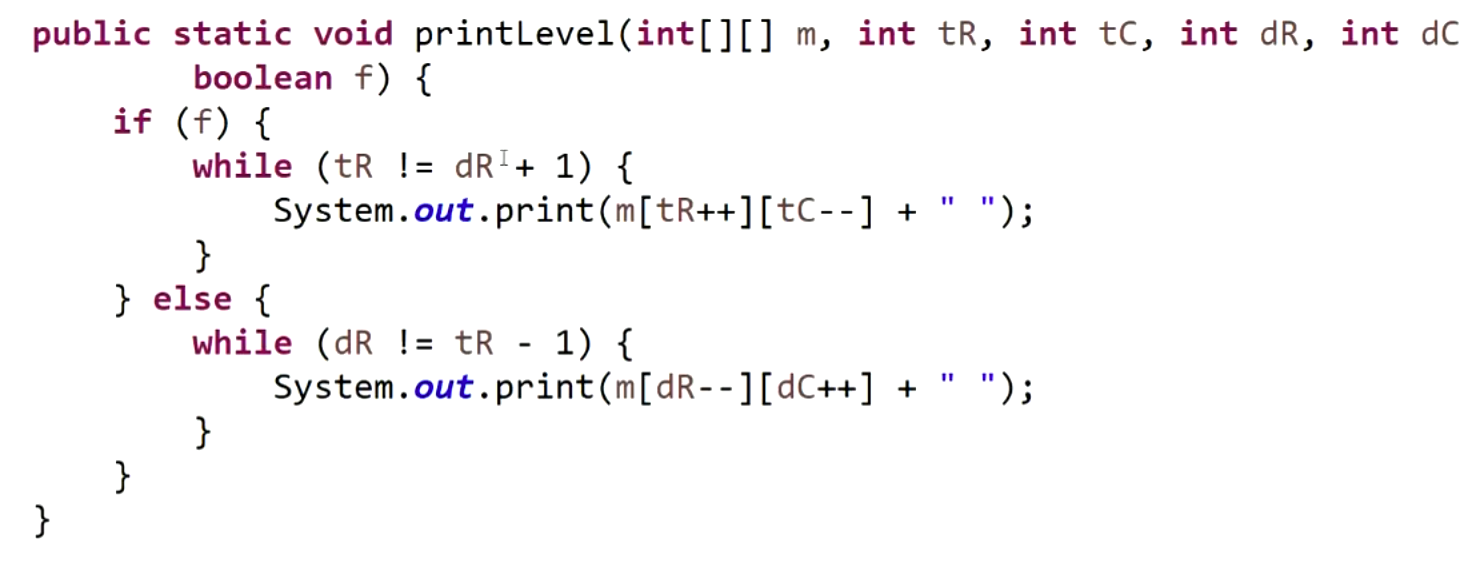 public static void printLevel(int[][] m, int tR, int tC, int dR, int dC
        boolean f) {
    if (f) {
        while (tR != dR + 1) {
            System.out.print(m[tR++][tC--] + " ");
        }
    } else {
        while (dR != tR - 1) {
            System.out.print(m[dR--][dC++] + " ");
        }
    }
}